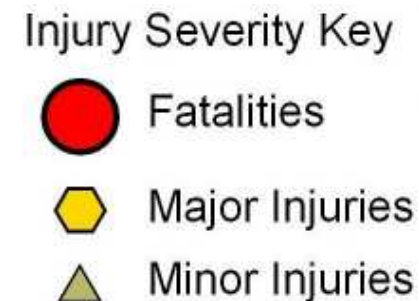 Injury Severity Key
Fatalities
Major Injuries
Minor Injuries